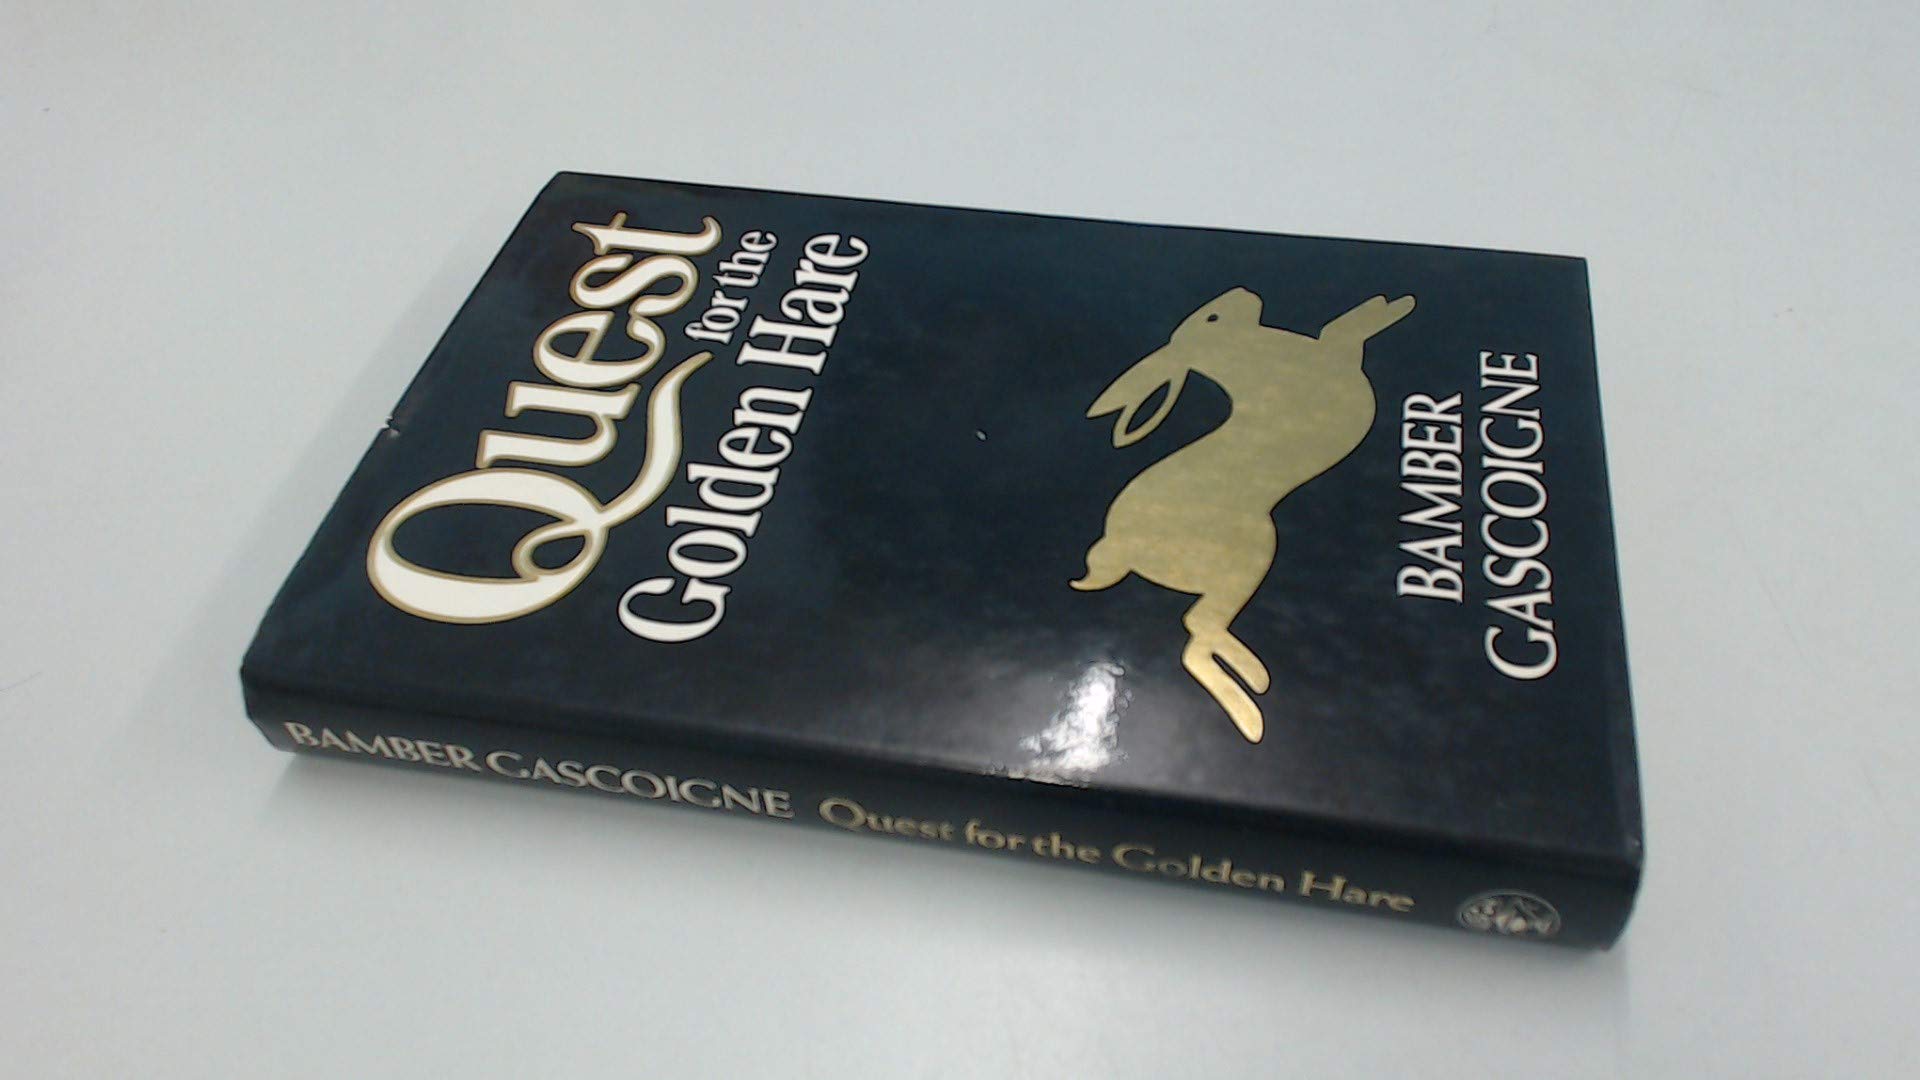 Quest
for the
Golden Hare
BAMBER
GASCOIGNE
BAMBER GASCOIGNE Quest for the Golden Hare